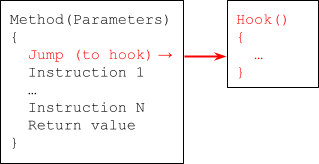 Method(Parameters)
{
Jump (to hook) →
Instruction 1
…
Instruction N
Return value
}
Hook()
{
…
}